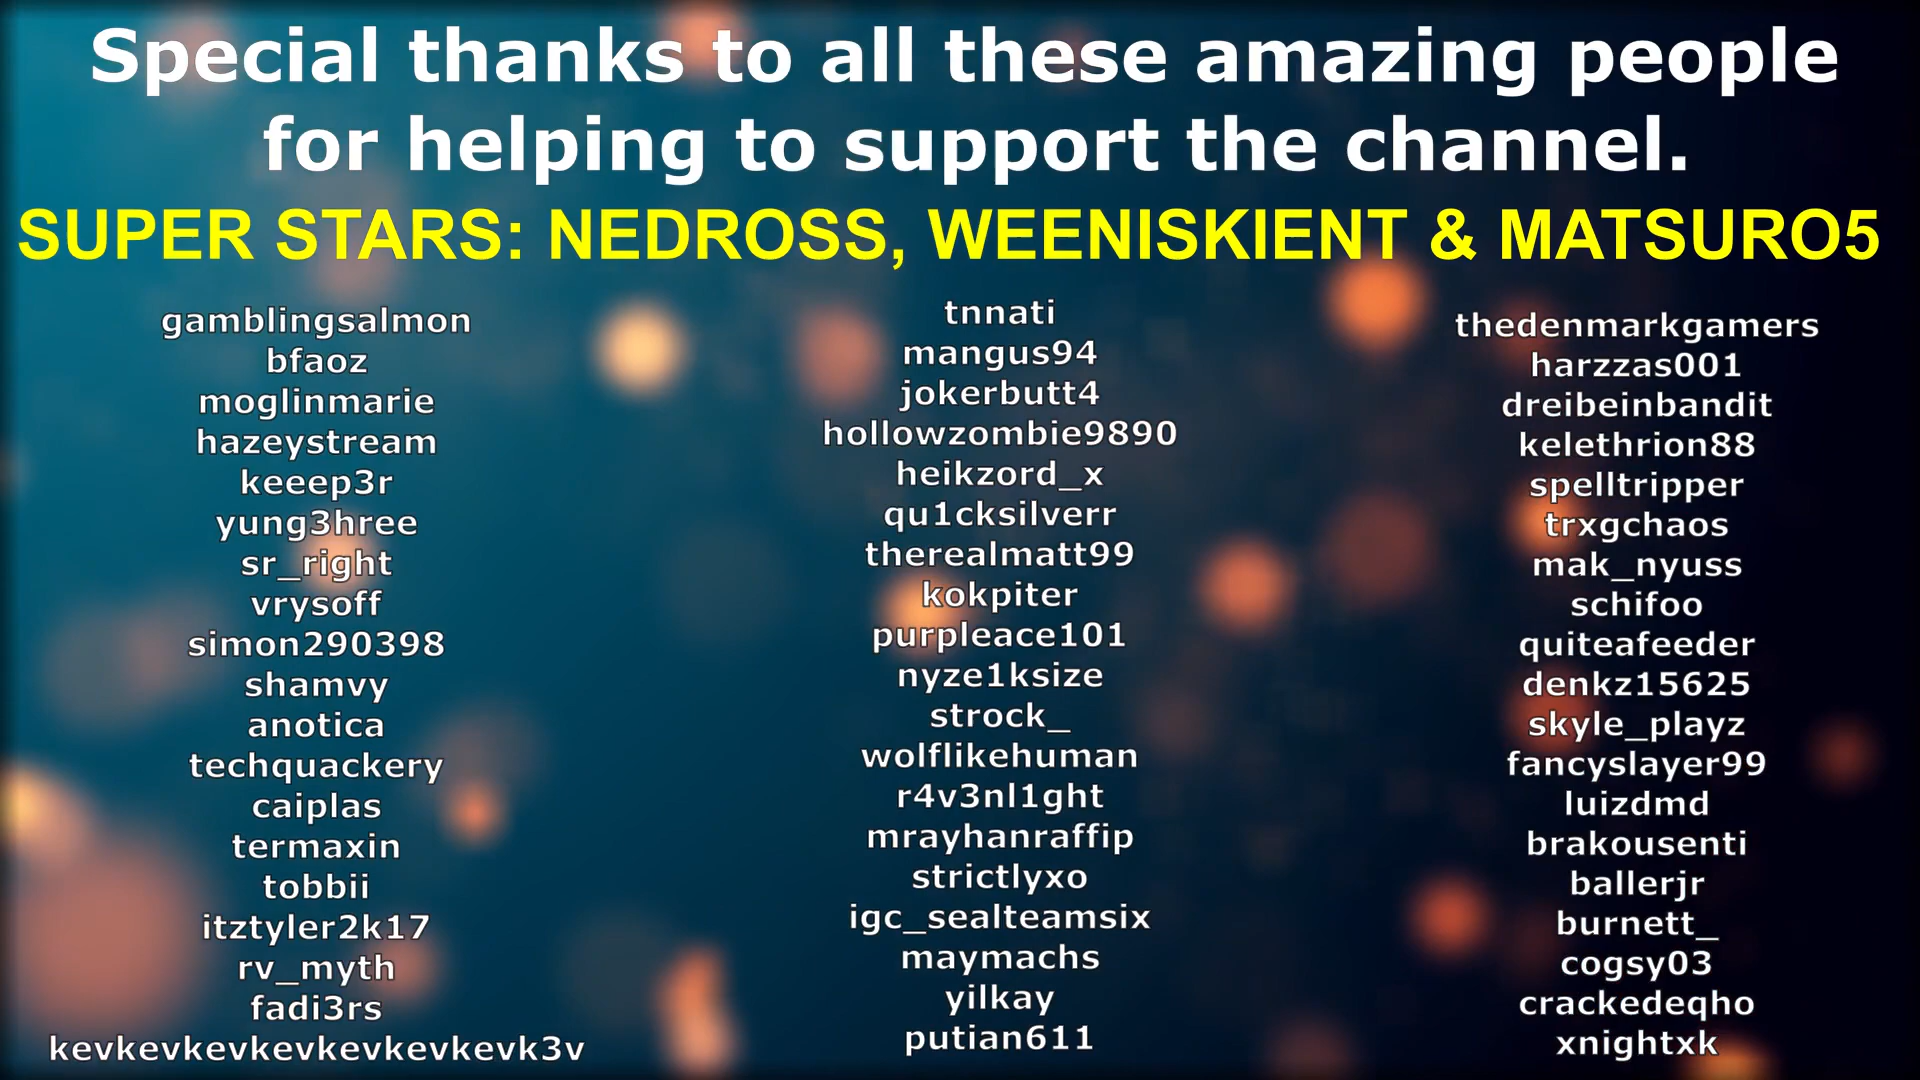 Special thanks to all these amazing people
for helping to support the channel.
SUPER STARS: NEDROSS, WEENISKIENT & MATSURO5
gamblingsalmon
bfaoz
moglinmarie
hazeystream
keeep3r
yung3hree
sr_right
vrysoff
simon290398
shamvy
anotica
techquackery
caiplas
termaxin
tobbii
itztyler2k17
rv_myth
fadi3rs
kevkevkevkevkevkevkevk3v
tnnati
mangus94
jokerbutt4
hollowzombie9890
heikzord_x
qu1cksilverr
therealmatt99
kokpiter
purpleace101
nyze1ksize
strock_
wolflikehuman
r4v3nl1ght
mrayhanraffip
strictlyxo
igc_sealteamsix
maymachs
yilkay
putian611
thedenmarkgamers
harzzas001
dreibeinbandit
kelethrion88
spelltripper
trxgchaos
mak_nyuss
schifoo
quiteafeeder
denkz15625
skyle_playz
fancyslayer99
luizdmd
brakousenti
ballerjr
burnett_
cogsy03
crackedeqho
xnightxk